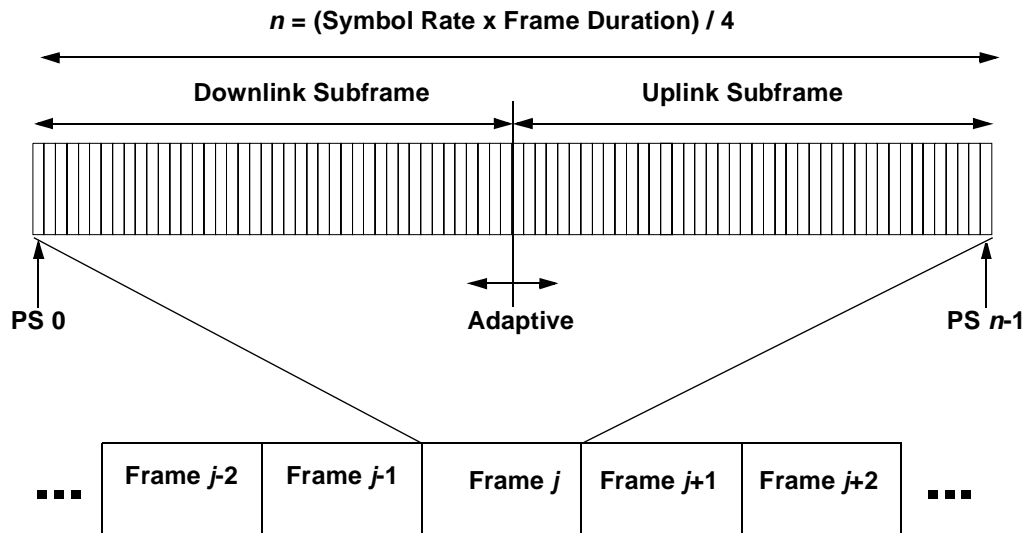 n = (Symbol Rate x Frame Duration) / 4
Downlink Subframe
Uplink Subframe
PS 0
Adaptive
PS n-1
Frame j-2
Frame j-1
Frame j
Frame j+1
Frame j+2